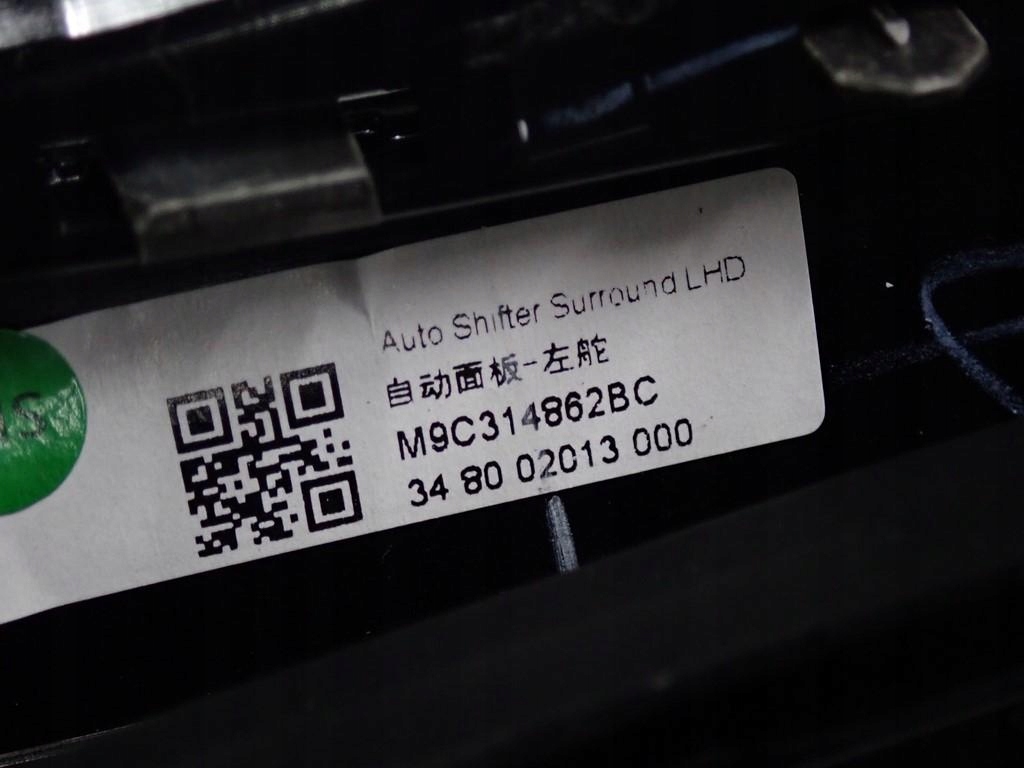 Auto Shifter Surround LHD
自动面板-左舵
M9C314862BC
34 80 02013 000